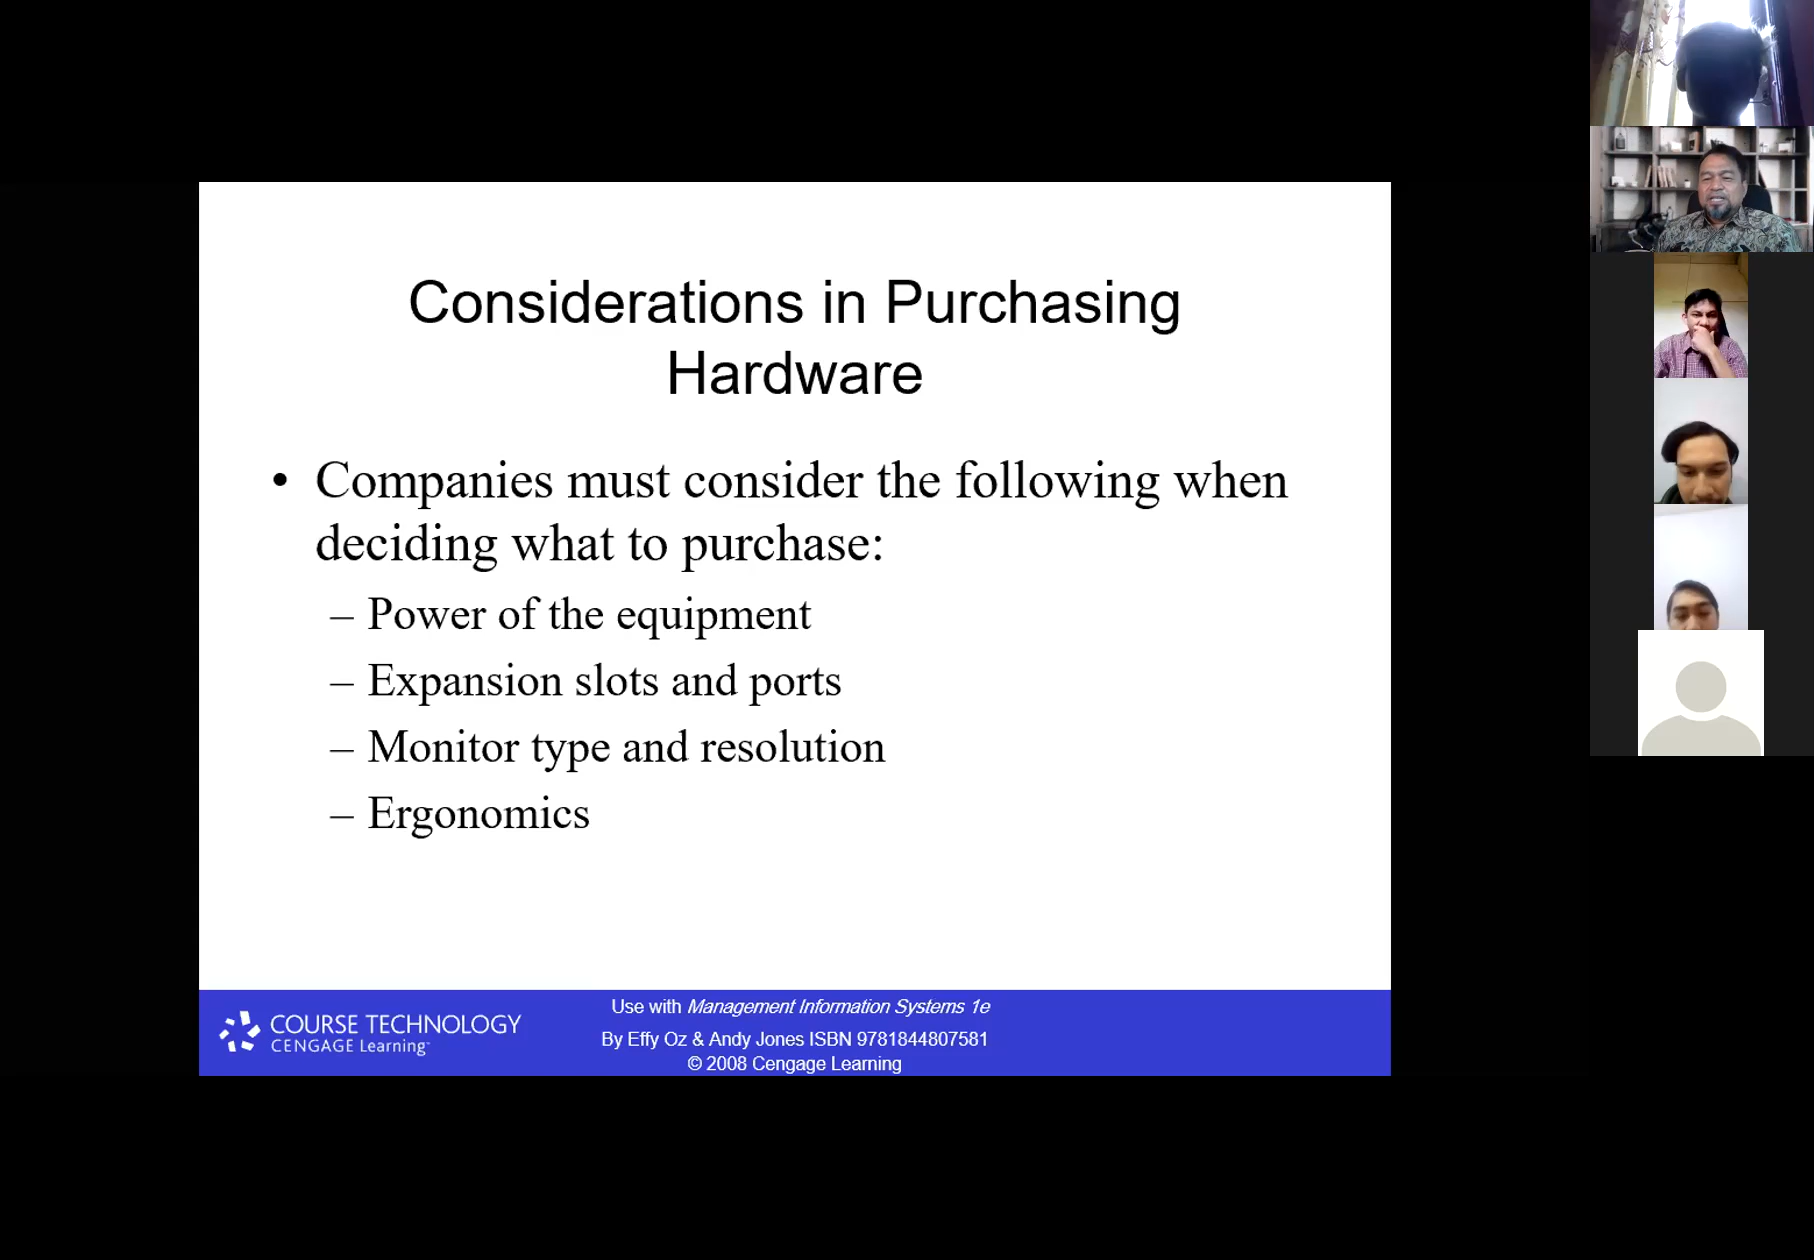 Considerations in Purchasing
Hardware
• Companies must consider the following when
deciding what to purchase:
– Power of the equipment
– Expansion slots and ports
– Monitor type and resolution
– Ergonomics
COURSE TECHNOLOGY
CENGAGE Learning™
Use with Management Information Systems 1e
By Effy Oz & Andy Jones ISBN 9781844807581
© 2008 Cengage Learning